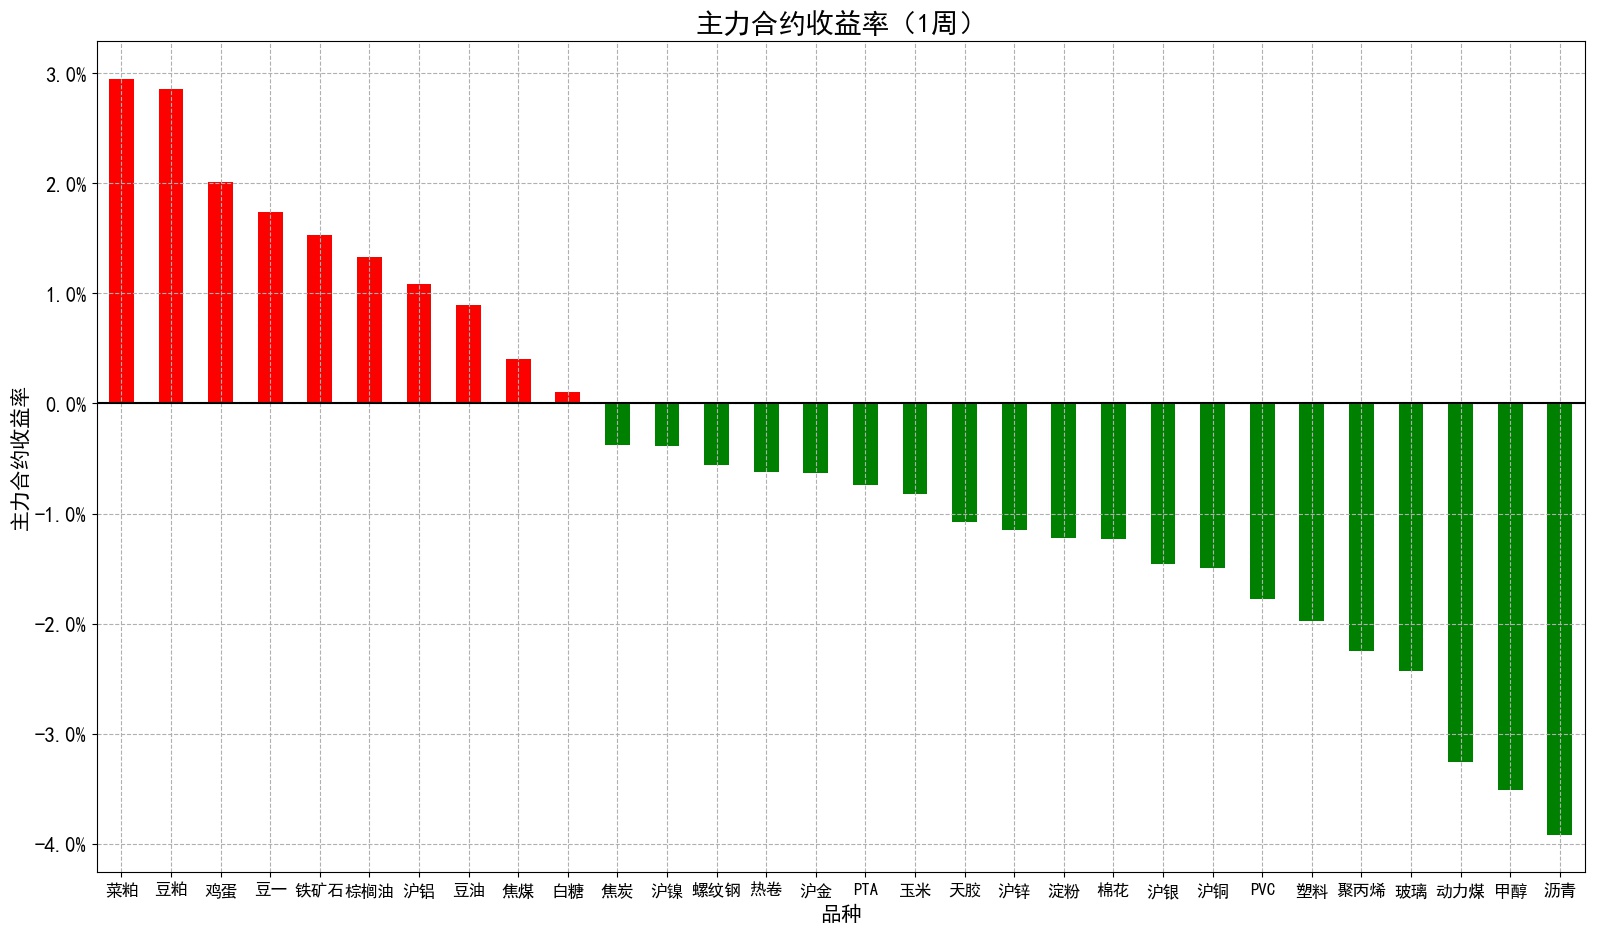 主力合约收益率（1周）
主力合约收益率
3.0%
2.0%
1.0%
0.0%
−1.0%
−2.0%
−3.0%
−4.0%
菜粕 豆粕 鸡蛋 豆一 铁矿石 棕榈油 沪铝 豆油 焦煤 白糖 焦炭 沪镍 螺纹钢 热卷 沪金 PTA 玉米 天胶 沪锌 淀粉 棉花 沪银 沪铜 PVC 塑料 聚丙烯 玻璃 动力煤 甲醇 沥青
品种